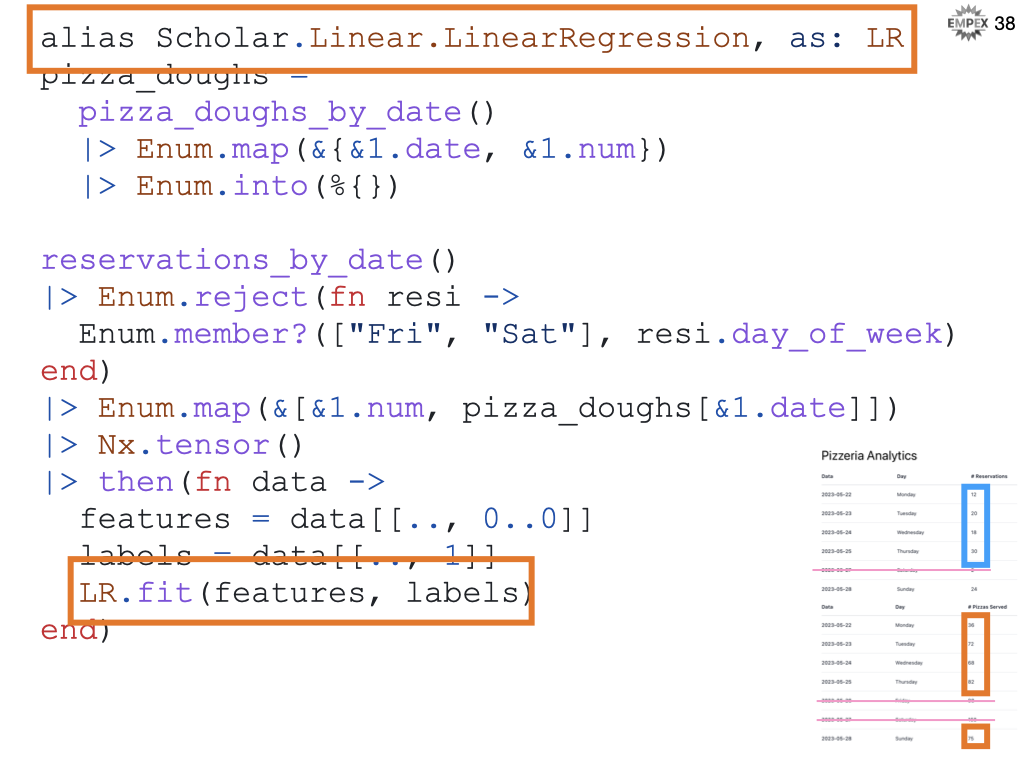 alias Scholar.Linear.LinearRegression, as: LR
EMPEX 38
pizza_doughs =
  pizza_doughs_by_date()
  |> Enum.map(&{&1.date, &1.num})
  |> Enum.into(%{})
reservations_by_date()
|> Enum.reject(fn resi ->
  Enum.member?(["Fri", "Sat"], resi.day_of_week)
end)
|> Enum.map(&[&1.num, pizza_doughs[&1.date]])
|> Nx.tensor()
|> then(fn data ->
  features = data[[.., 0..0]]
  labels = data[[.., 1]]
  LR.fit(features, labels)
end)
Pizzeria Analytics
Date Day # Reservations
2023-05-22 Monday 12
2023-05-23 Tuesday 20
2023-05-24 Wednesday 18
2023-05-25 Thursday 30
2023-05-27 Saturday
2023-05-28 Sunday 24
Date Day # Pizzas Served
2023-05-22 Monday 36
2023-05-23 Tuesday 72
2023-05-24 Wednesday 68
2023-05-25 Thursday 82
Friday
2023-05-27 Saturday
2023-05-28 Sunday 75